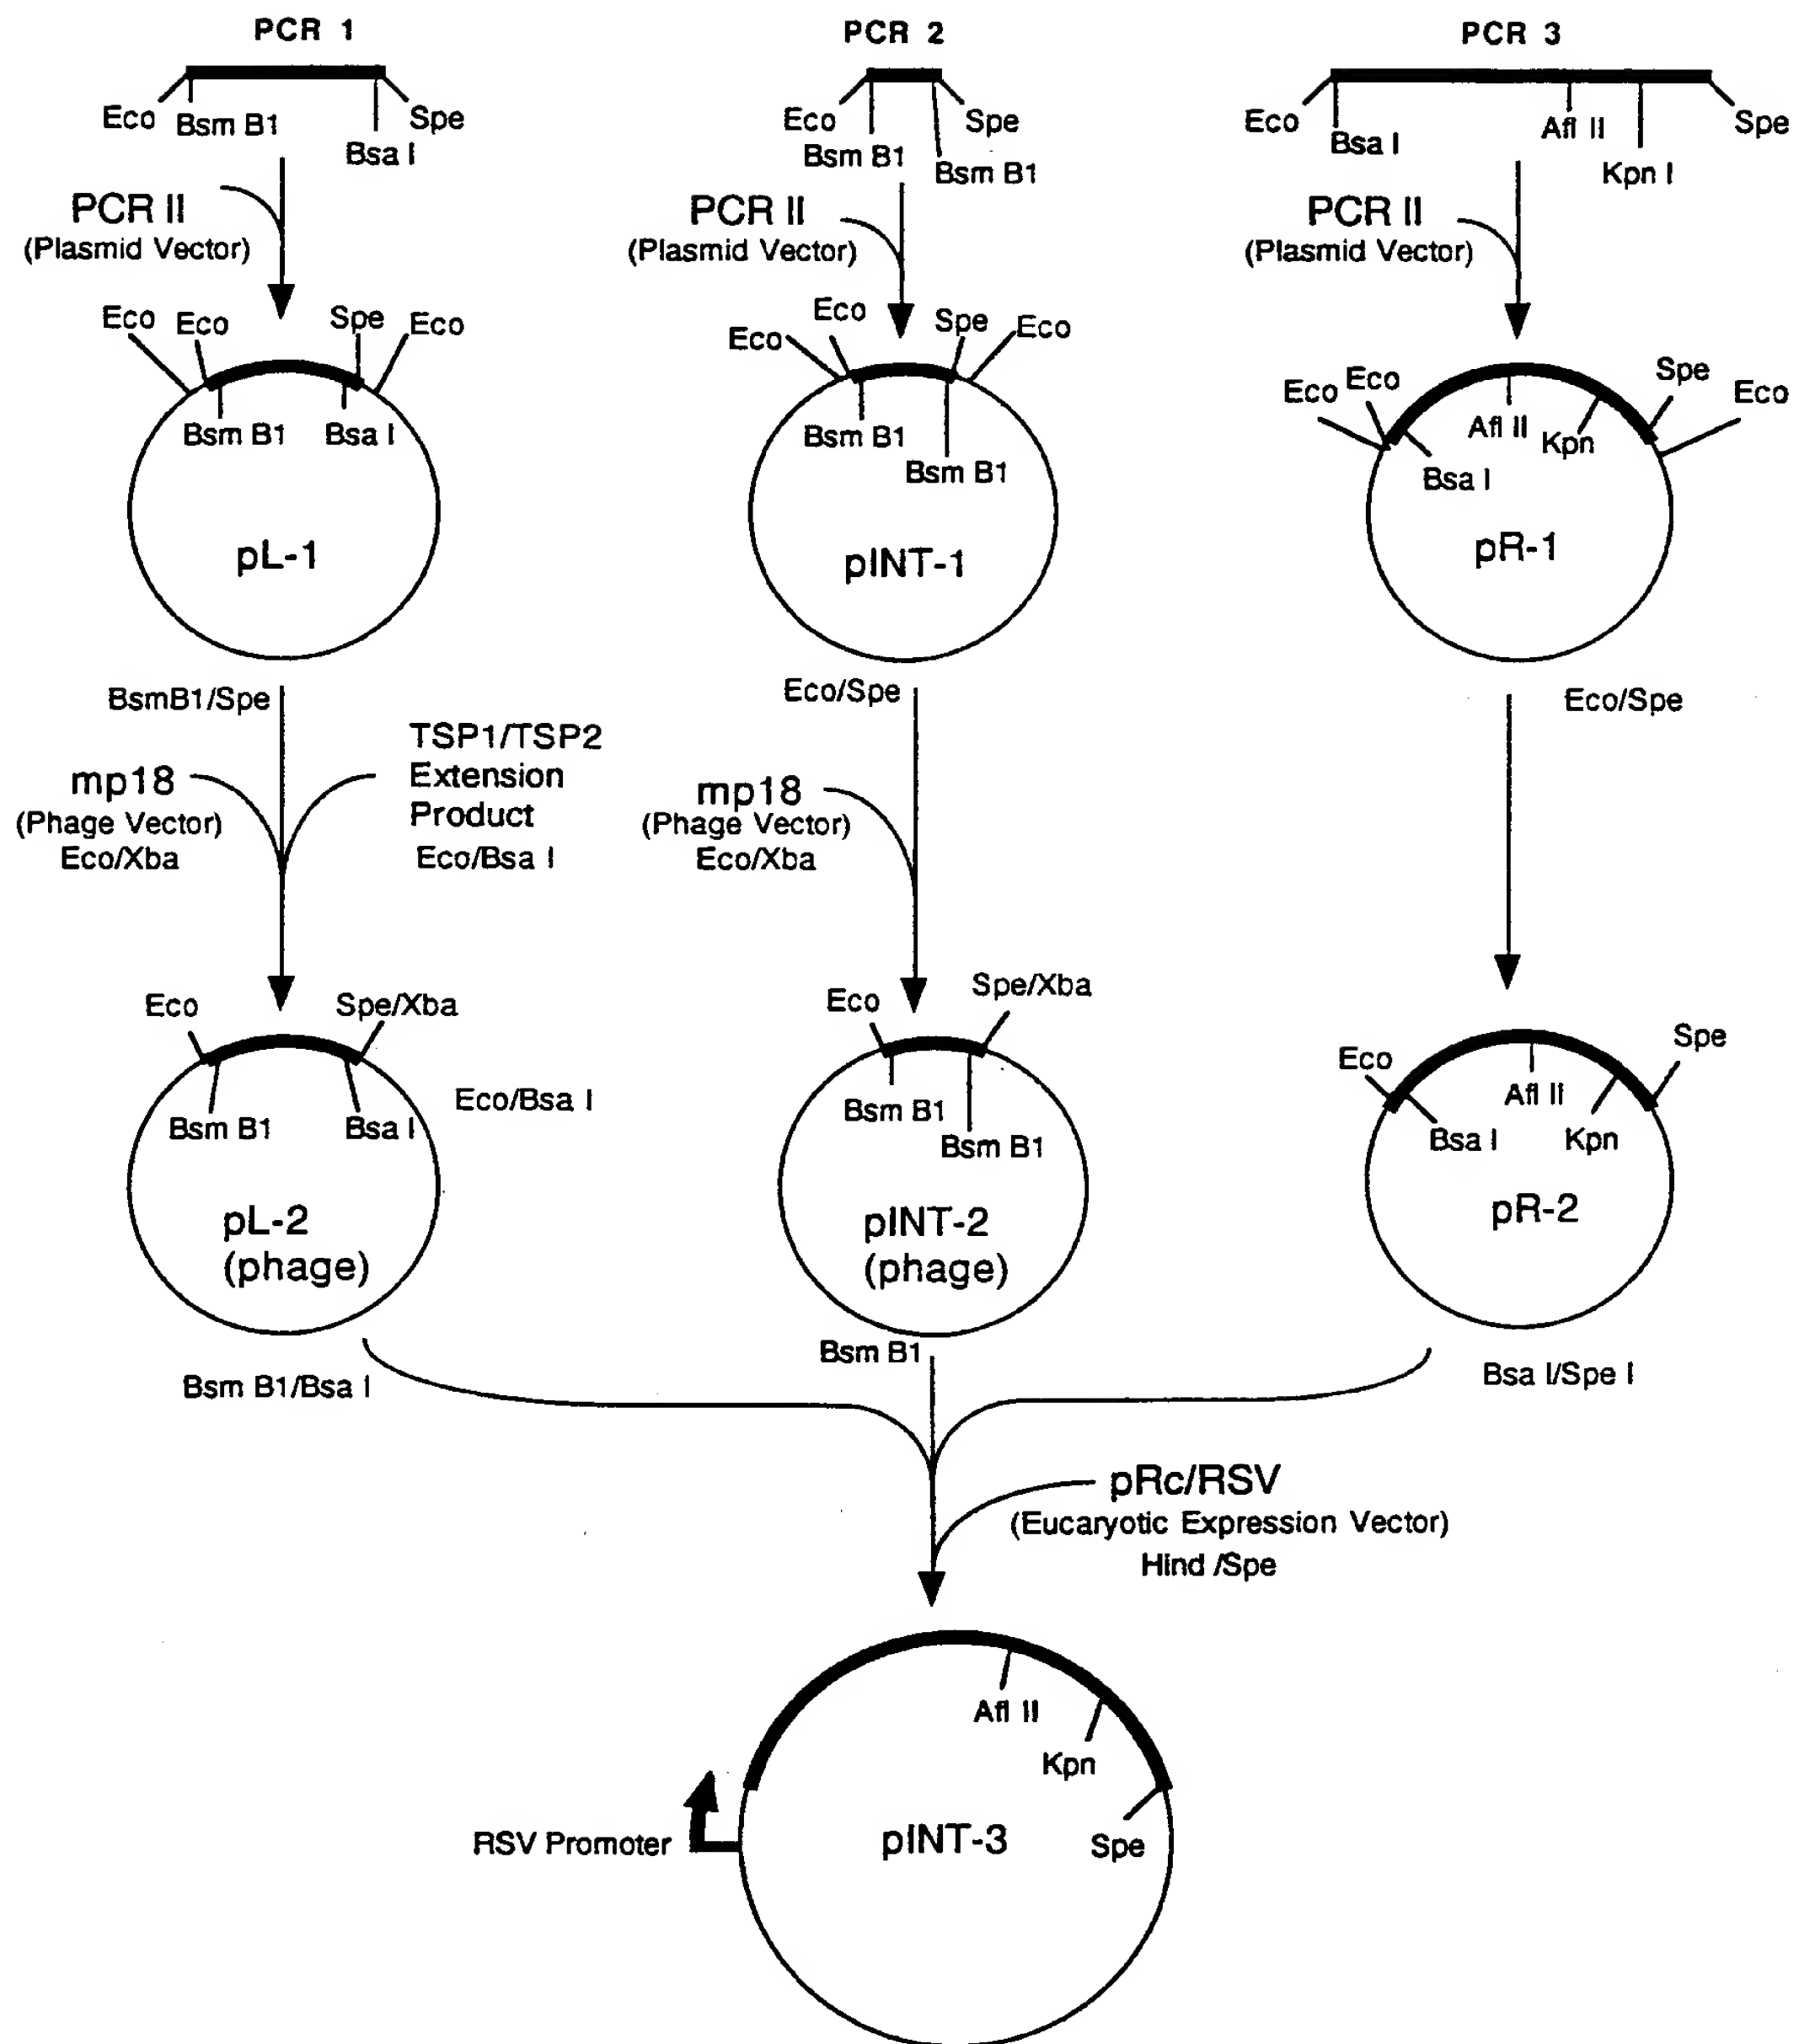 PCR 1
Eco
Bsm B1
Bsa I
Spe
PCR II
(Plasmid Vector)
Eco
Eco
Spe
Eco
Bsm B1
Bsa I
pL-1
BsmB1/Spe
mp18
(Phage Vector)
Eco/Xba
TSP1/TSP2
Extension
Product
Eco/Bsa I
Eco
Spe/Xba
Bsm B1
Bsa I
Eco/Bsa I
pL-2
(phage)
Bsm B1/Bsa I
PCR 2
Eco
Bsm B1
Spe
Bsm B1
PCR II
(Plasmid Vector)
Eco
Eco
Spe
Eco
Bsm B1
Bsm B1
pINT-1
Eco/Spe
mp18
(Phage Vector)
Eco/Xba
Eco
Spe/Xba
Bsm B1
Bsm B1
pINT-2
(phage)
Bsm B1
PCR 3
Eco
Bsa I
Afl II
Kpn I
Spe
PCR II
(Plasmid Vector)
Eco
Eco
Spe
Eco
Afl II
Kpn
Bsa I
pR-1
Eco/Spe
Eco
Spe
Afl II
Bsa I
Kpn
pR-2
Bsa I/Spe I
pRc/RSV
(Eucaryotic Expression Vector)
Hind /Spe
Afl II
Kpn
Spe
RSV Promoter
pINT-3